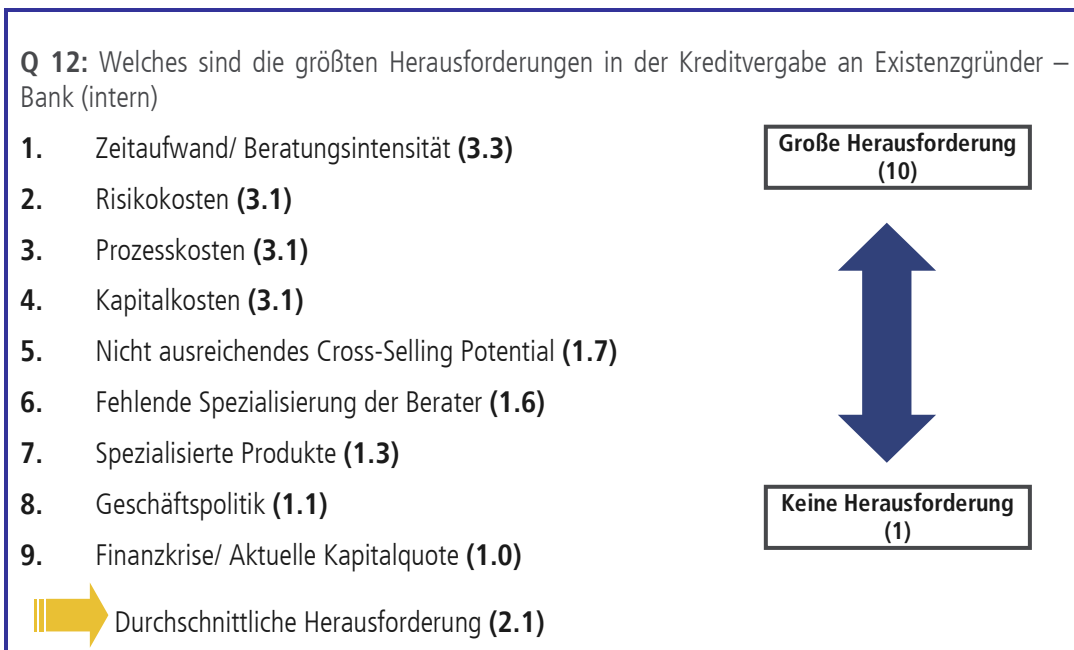 Q 12: Welches sind die größten Herausforderungen in der Kreditvergabe an Existenzgründer –
Bank (intern)
1. Zeitaufwand/ Beratungsintensität (3.3)
2. Risikokosten (3.1)
3. Prozesskosten (3.1)
4. Kapitalkosten (3.1)
5. Nicht ausreichendes Cross-Selling Potential (1.7)
6. Fehlende Spezialisierung der Berater (1.6)
7. Spezialisierte Produkte (1.3)
8. Geschäftspolitik (1.1)
9. Finanzkrise/ Aktuelle Kapitalquote (1.0)
Durchschnittliche Herausforderung (2.1)
Große Herausforderung
(10)
Keine Herausforderung
(1)